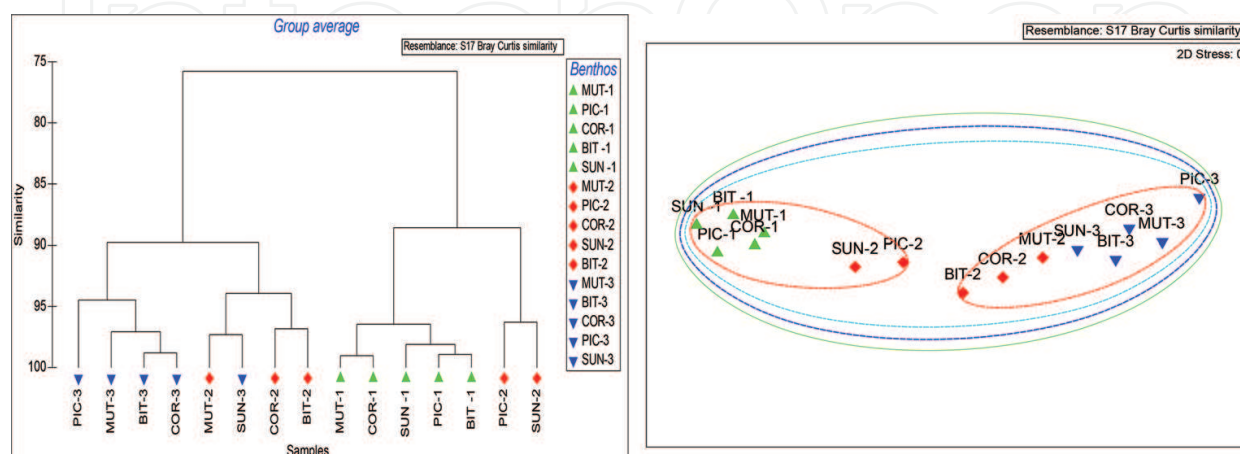 Group average
Resemblance: S17 Bray Curtis similarity
75
80
85
90
95
100
Similarity
PIC-3
MUT-3
BIT-3
COR-3
MUT-2
SUN-3
COR-2
BIT-2
MUT-1
COR-1
SUN -1
PIC-1
BIT -1
PIC-2
SUN-2
Samples
Benthos
MUT-1
PIC-1
COR-1
BIT -1
SUN -1
MUT-2
PIC-2
COR-2
SUN-2
BIT-2
MUT-3
BIT-3
COR-3
PIC-3
SUN-3
Resemblance: S17 Bray Curtis similarity
2D Stress: 0
PIC-3
BIT -1
SUN -1
MUT-1
COR-3
COR-1
MUT-3
PIC-1
SUN-3
MUT-2
BIT-3
SUN-2
PIC-2
COR-2
BIT-2